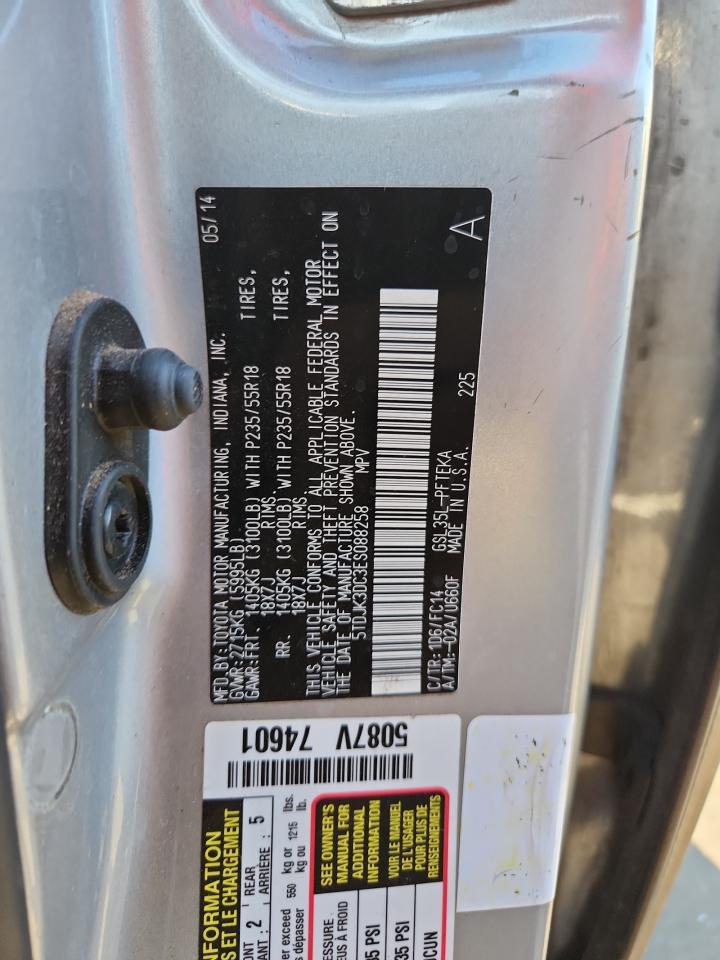 MFD.BY:TOYOTA MOTOR MANUFACTURING, INDIANA, INC. 05/14
GVWR:2715KG (5995LB)
GAWR:FRT. 1405KG (3100LB) WITH P235/55R18 TIRES,
18X7J RIMS,
RR. 1405KG (3100LB) WITH P235/55R18 TIRES,
18X7J RIMS.
THIS VEHICLE CONFORMS TO ALL APPLICABLE FEDERAL MOTOR
VEHICLE SAFETY AND THEFT PREVENTION STANDARDS IN EFFECT ON
THE DATE OF MANUFACTURE SHOWN ABOVE.
5TDJK3DC3ES088258 MPV
C/TR: 1D6/FC14 GSL35L-PFTEKA 225 A
A/TM:-02A/U660F MADE IN U.S.A.
5087V 74601
INFORMATION
S ET LE CHARGEMENT
ANT : 2 REAR
ARRIÈRE : 5
er exceed 550 kg or 1215 lbs.
s dépasser kg ou lb.
RESSURE
EUS À FROID
35 PSI
35 PSI
UCUN
SEE OWNER'S
MANUAL FOR
ADDITIONAL
INFORMATION
VOIR LE MANUEL
DE L'USAGER
POUR PLUS DE
RENSEIGNEMENTS